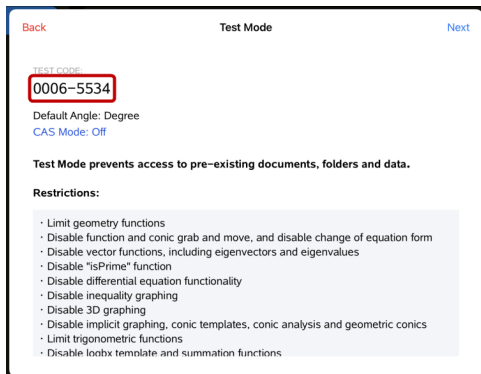 Back Test Mode Next
TEST CODE:
0006-5534
Default Angle: Degree
CAS Mode: Off
Test Mode prevents access to pre-existing documents, folders and data.
Restrictions:
· Limit geometry functions
· Disable function and conic grab and move, and disable change of equation form
· Disable vector functions, including eigenvectors and eigenvalues
· Disable "isPrime" function
· Disable differential equation functionality
· Disable inequality graphing
· Disable 3D graphing
· Disable implicit graphing, conic templates, conic analysis and geometric conics
· Limit trigonometric functions
· Disable logbx template and summation functions